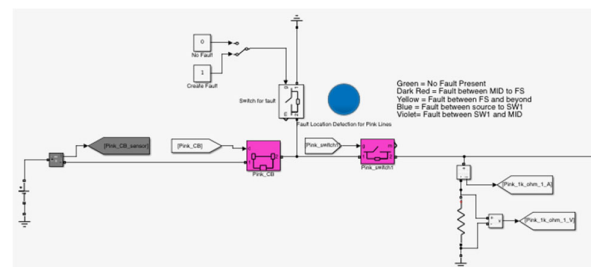 0
No Fault
1
Create Fault
Switch for fault
Fault Location Detection for Pink Lines
Green = No Fault Present
Dark Red = Fault between MID to FS
Yellow = Fault between FS and beyond
Blue = Fault between source to SW1
Violet= Fault between SW1 and MID
[Pink_CB_sensor]
[Pink_CB]
Pink_CB
[Pink_switch1]
Pink_switch1
[Pink_1k_ohm_1_A]
[Pink_1k_ohm_1_V]